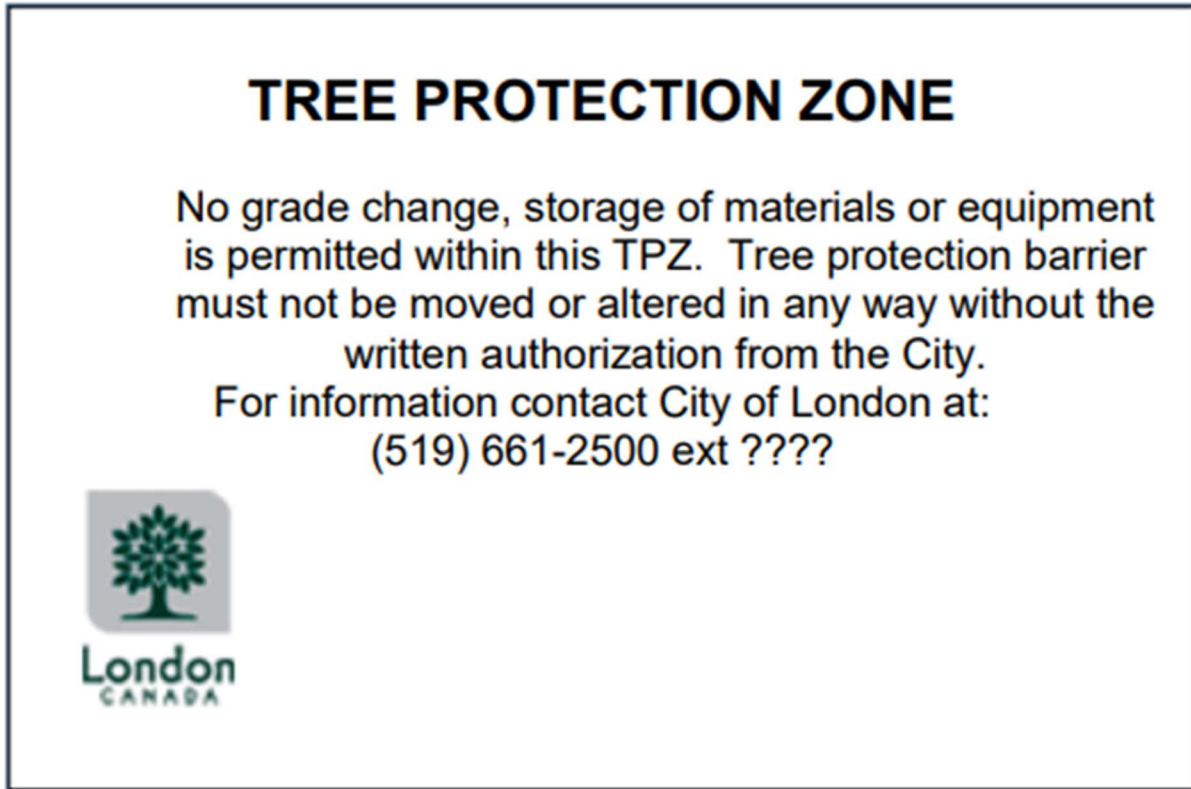 TREE PROTECTION ZONE
No grade change, storage of materials or equipment
is permitted within this TPZ.  Tree protection barrier
must not be moved or altered in any way without the
written authorization from the City.
For information contact City of London at:
(519) 661-2500 ext ????
London
CANADA